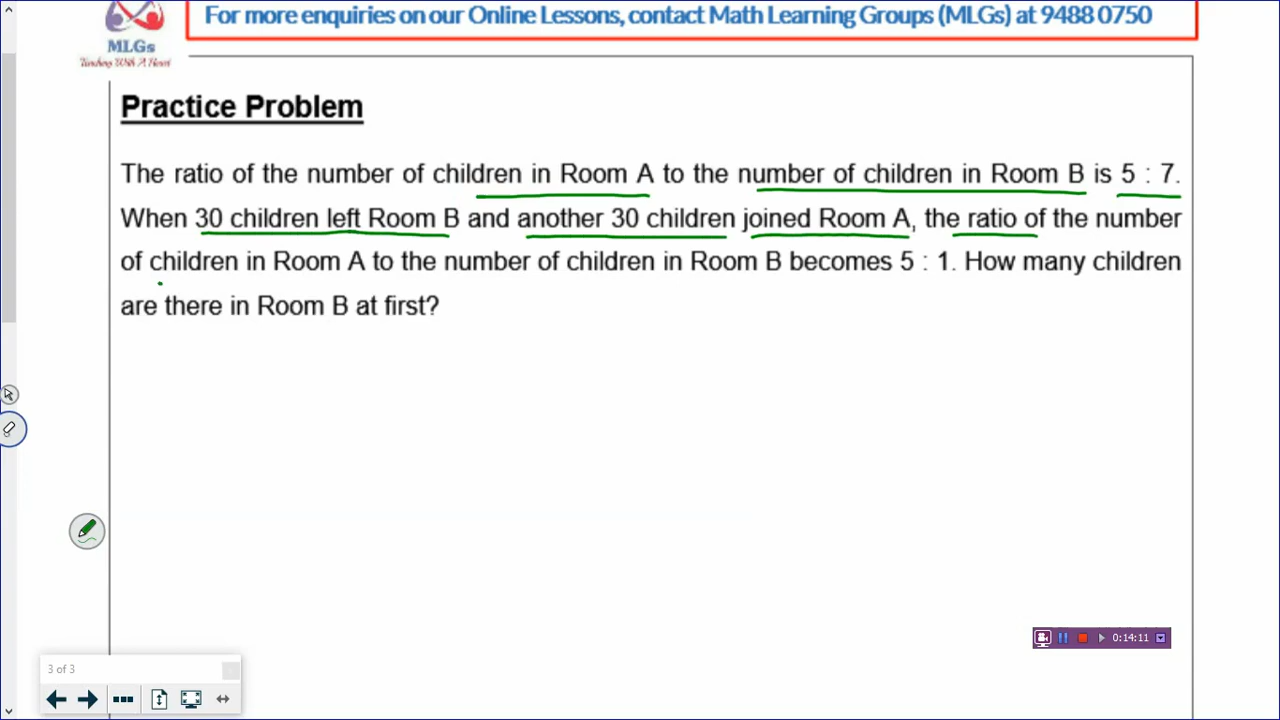 For more enquiries on our Online Lessons, contact Math Learning Groups (MLGs) at 9488 0750
MLGs
Teaching With A Heart
Practice Problem
The ratio of the number of children in Room A to the number of children in Room B is 5 : 7.
When 30 children left Room B and another 30 children joined Room A, the ratio of the number
of children in Room A to the number of children in Room B becomes 5 : 1. How many children
are there in Room B at first?
0:14:11
3 of 3